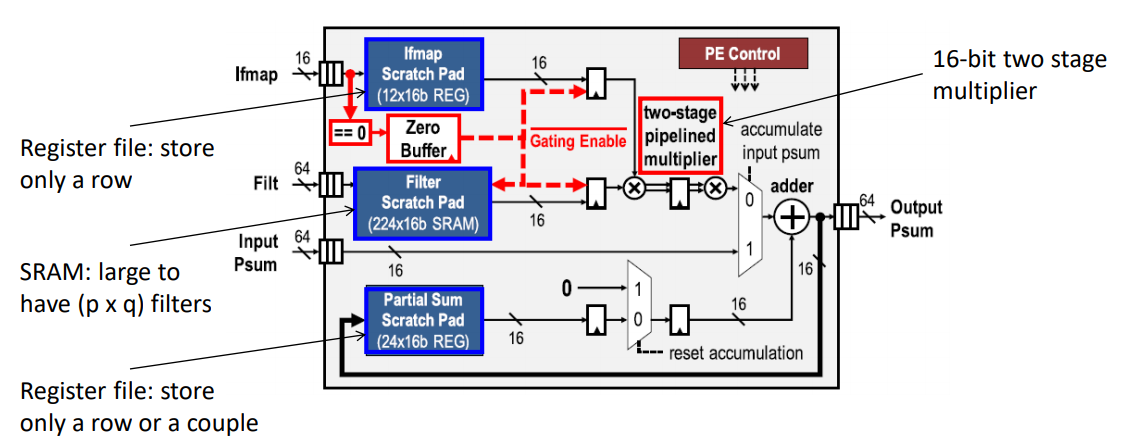 16
Ifmap
Ifmap
Scratch Pad
(12x16b REG)
16
PE Control
16-bit two stage
multiplier
Register file: store
only a row
== 0
Zero
Buffer
Gating Enable
two-stage
pipelined
multiplier
accumulate
input psum
64
Filt
Filter
Scratch Pad
(224x16b SRAM)
16
0
adder
64
Output
Psum
SRAM: large to
have (p x q) filters
64
Input
Psum
16
1
16
Partial Sum
Scratch Pad
(24x16b REG)
16
0
1
0
16
reset accumulation
Register file: store
only a row or a couple